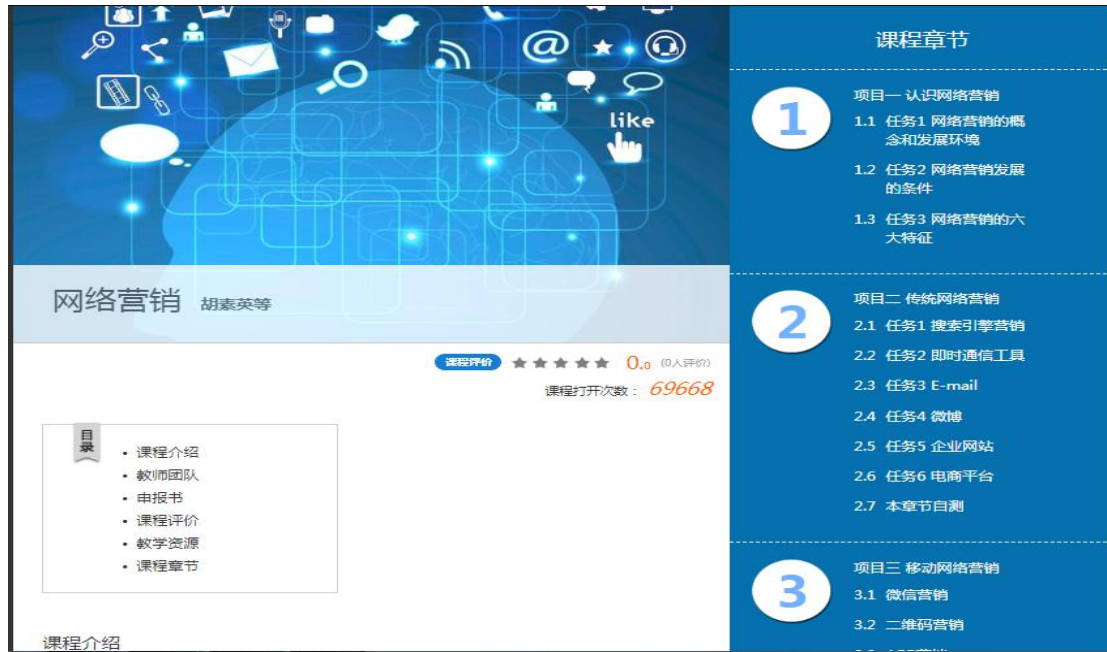 like
网络营销 胡素英等
课程评价 0.0 (0人评价)
课程打开次数： 69668
目录
• 课程介绍
• 教师团队
• 申报书
• 课程评价
• 教学资源
• 课程章节
课程介绍
课程章节
1
项目一 认识网络营销
1.1 任务1 网络营销的概
念和发展环境
1.2 任务2 网络营销发展
的条件
1.3 任务3 网络营销的六
大特征
2
项目二 传统网络营销
2.1 任务1 搜索引擎营销
2.2 任务2 即时通信工具
2.3 任务3 E-mail
2.4 任务4 微博
2.5 任务5 企业网站
2.6 任务6 电商平台
2.7 本章节自测
3
项目三 移动网络营销
3.1 微信营销
3.2 二维码营销